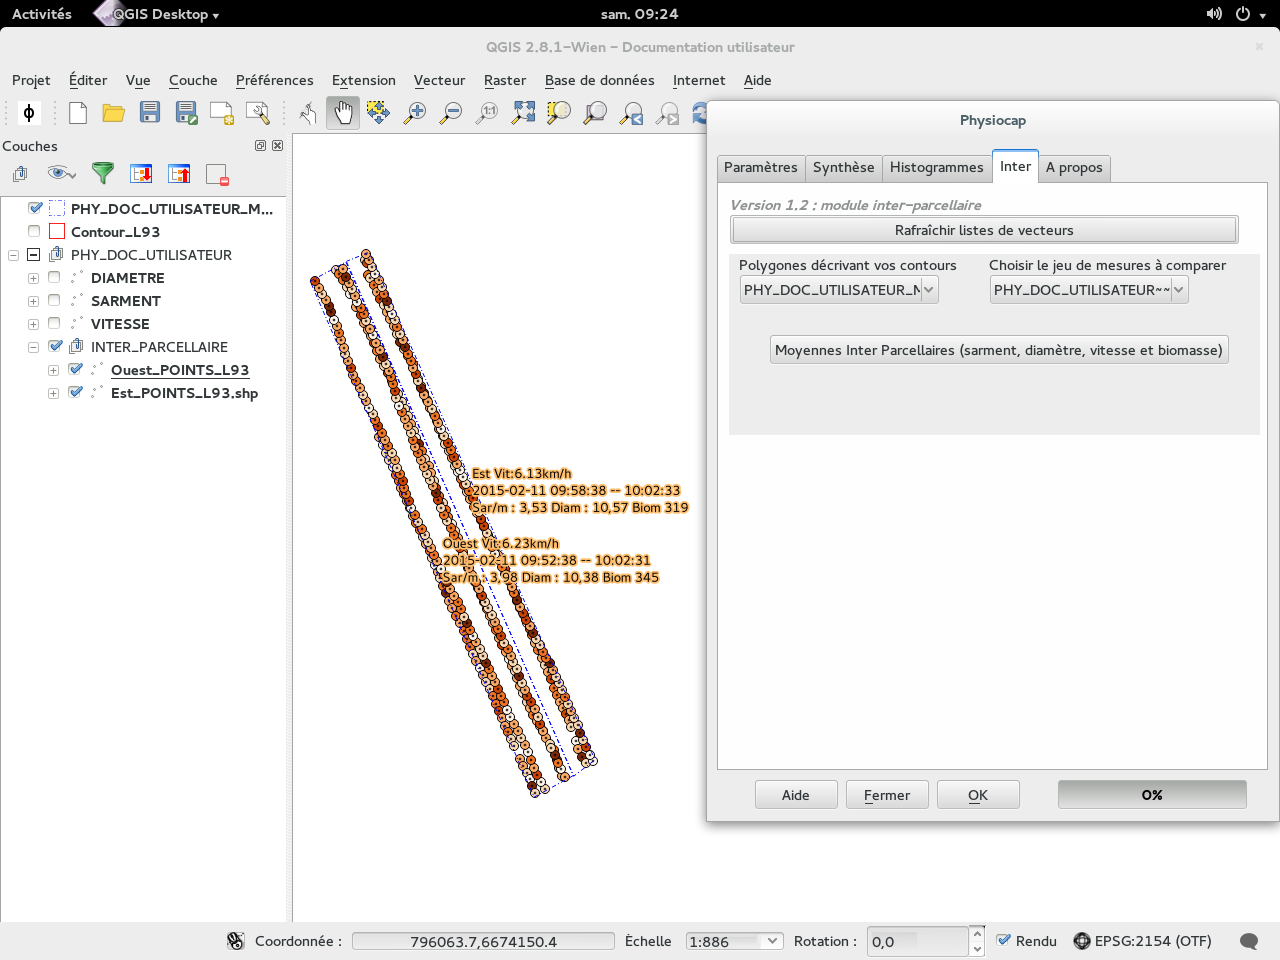 Activités
QGIS Desktop
sam. 09:24
QGIS 2.8.1-Wien - Documentation utilisateur
Projet Éditer Vue Couche Préférences Extension Vecteur Raster Base de données Internet Aide
Couches
PHY_DOC_UTILISATEUR_M...
Contour_L93
PHY_DOC_UTILISATEUR
DIAMETRE
SARMENT
VITESSE
INTER_PARCELLAIRE
Ouest_POINTS_L93
Est_POINTS_L93.shp
Est Vit:6.13km/h
2015-02-11 09:58:38 -- 10:02:33
Sar/m : 3,53 Diam : 10,57 Biom 319
Ouest Vit:6.23km/h
2015-02-11 09:52:38 -- 10:02:31
Sar/m : 3,98 Diam : 10,38 Biom 345
Physiocap
Paramètres Synthèse Histogrammes Inter A propos
Version 1.2 : module inter-parcellaire
Rafraîchir listes de vecteurs
Polygones décrivant vos contours
Choisir le jeu de mesures à comparer
PHY_DOC_UTILISATEUR_M
PHY_DOC_UTILISATEUR~~
Moyennes Inter Parcellaires (sarment, diamètre, vitesse et biomasse)
Aide Fermer OK 0%
Coordonnée : 796063.7,6674150.4 Échelle 1:886 Rotation : 0,0 Rendu EPSG:2154 (OTF)